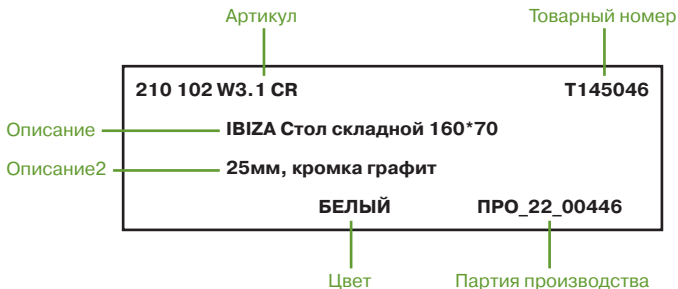 Артикул Товарный номер
210 102 W3.1 CR T145046
Описание IBIZA Стол складной 160*70
Описание2 25мм, кромка графит
БЕЛЫЙ ПРО_22_00446
Цвет Партия производства